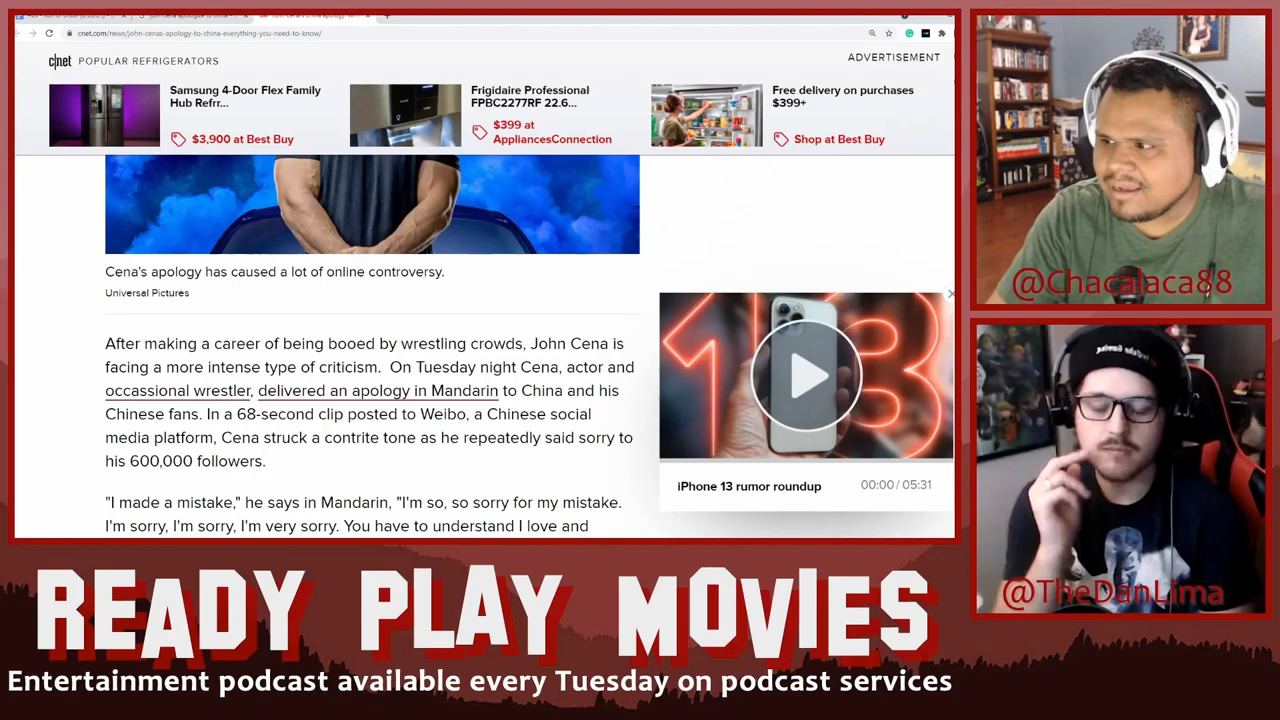 cnet.com/news/john-cenas-apology-to-china-everything-you-need-to-know/
c|net POPULAR REFRIGERATORS
ADVERTISEMENT
Samsung 4-Door Flex Family
Hub Refr...
$3,900 at Best Buy
Frigidaire Professional
FPBC2277RF 22.6...
$399 at
AppliancesConnection
Free delivery on purchases
$399+
Shop at Best Buy
Cena's apology has caused a lot of online controversy.
Universal Pictures
After making a career of being booed by wrestling crowds, John Cena is
facing a more intense type of criticism. On Tuesday night Cena, actor and
occassional wrestler, delivered an apology in Mandarin to China and his
Chinese fans. In a 68-second clip posted to Weibo, a Chinese social
media platform, Cena struck a contrite tone as he repeatedly said sorry to
his 600,000 followers.
"I made a mistake," he says in Mandarin, "I'm so, so sorry for my mistake.
I'm sorry, I'm sorry, I'm very sorry. You have to understand I love and
13
iPhone 13 rumor roundup
00:00 / 05:31
@Chacalaca88
@TheDanLima
READY PLAY MOVIES
Entertainment podcast available every Tuesday on podcast services